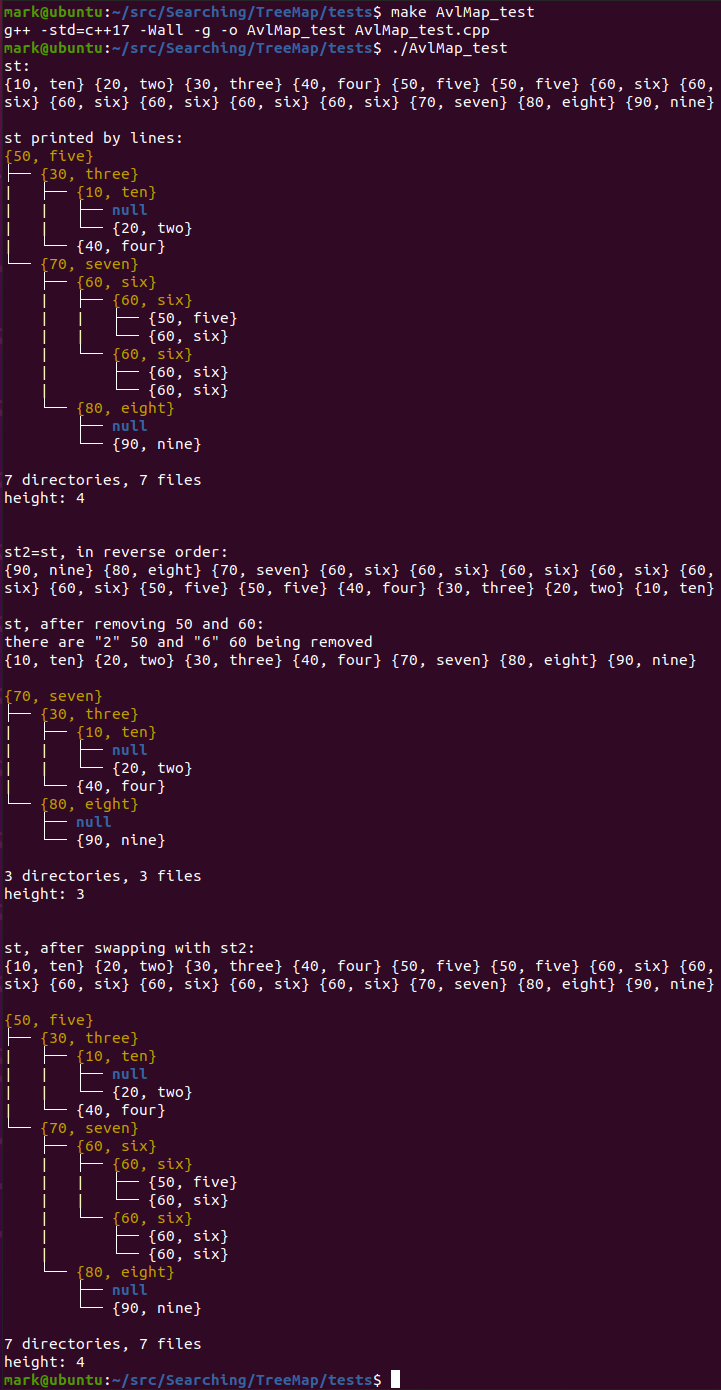 mark@ubuntu:~/src/Searching/TreeMap/tests$ make AvlMap_test
g++ -std=c++17 -Wall -g -o AvlMap_test AvlMap_test.cpp
mark@ubuntu:~/src/Searching/TreeMap/tests$ ./AvlMap_test
st:
{10, ten} {20, two} {30, three} {40, four} {50, five} {50, five} {60, six} {60,
six} {60, six} {60, six} {60, six} {60, six} {70, seven} {80, eight} {90, nine}

st printed by lines:
{50, five}
├── {30, three}
|   ├── {10, ten}
|   |   ├── null
|   |   └── {20, two}
|   └── {40, four}
└── {70, seven}
    ├── {60, six}
    |   ├── {60, six}
    |   |   ├── {50, five}
    |   |   └── {60, six}
    |   └── {60, six}
    |       ├── {60, six}
    |       └── {60, six}
    └── {80, eight}
        ├── null
        └── {90, nine}

7 directories, 7 files
height: 4

st2=st, in reverse order:
{90, nine} {80, eight} {70, seven} {60, six} {60, six} {60, six} {60, six} {60,
six} {60, six} {50, five} {50, five} {40, four} {30, three} {20, two} {10, ten}

st, after removing 50 and 60:
there are "2" 50 and "6" 60 being removed
{10, ten} {20, two} {30, three} {40, four} {70, seven} {80, eight} {90, nine}

{70, seven}
├── {30, three}
|   ├── {10, ten}
|   |   ├── null
|   |   └── {20, two}
|   └── {40, four}
└── {80, eight}
    ├── null
    └── {90, nine}

3 directories, 3 files
height: 3

st, after swapping with st2:
{10, ten} {20, two} {30, three} {40, four} {50, five} {50, five} {60, six} {60,
six} {60, six} {60, six} {60, six} {60, six} {70, seven} {80, eight} {90, nine}

{50, five}
├── {30, three}
|   ├── {10, ten}
|   |   ├── null
|   |   └── {20, two}
|   └── {40, four}
└── {70, seven}
    ├── {60, six}
    |   ├── {60, six}
    |   |   ├── {50, five}
    |   |   └── {60, six}
    |   └── {60, six}
    |       ├── {60, six}
    |       └── {60, six}
    └── {80, eight}
        ├── null
        └── {90, nine}

7 directories, 7 files
height: 4
mark@ubuntu:~/src/Searching/TreeMap/tests$